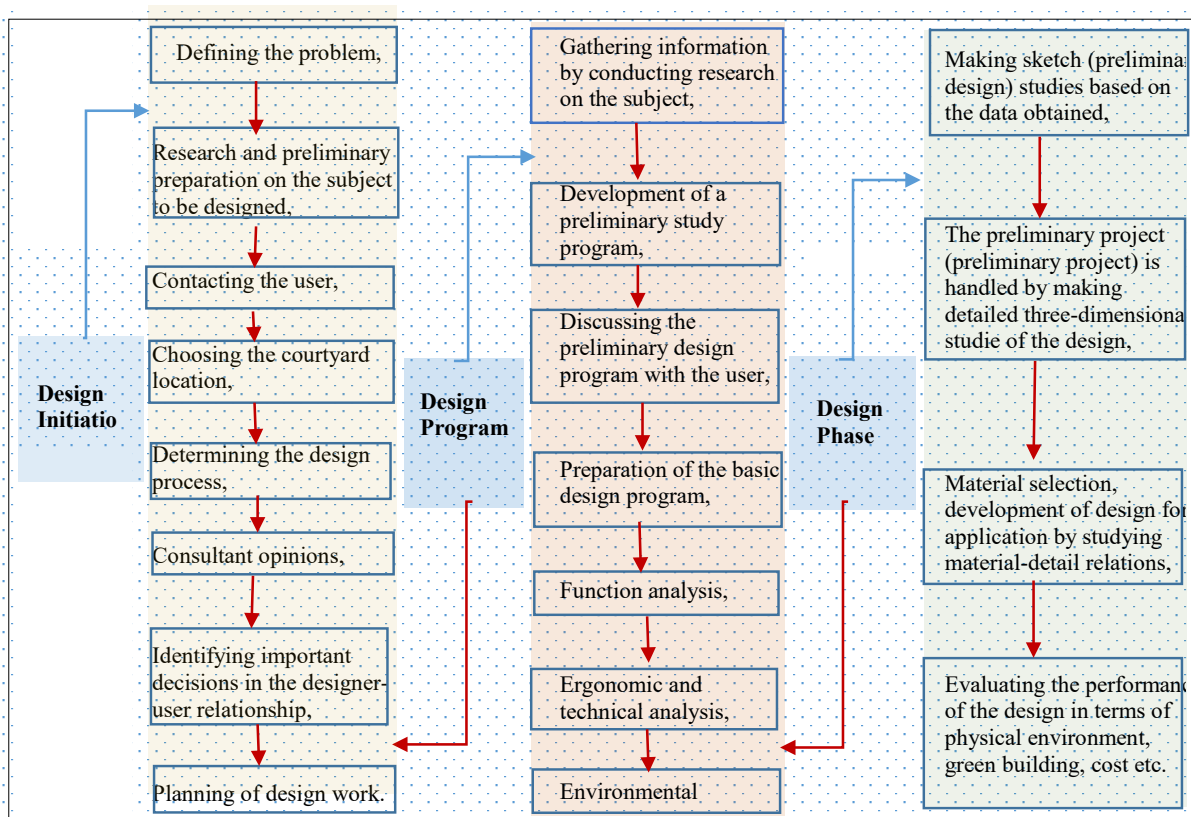 Design
Initiatio
Defining the problem,
Research and preliminary
preparation on the subject
to be designed,
Contacting the user,
Choosing the courtyard
location,
Determining the design
process,
Consultant opinions,
Identifying important
decisions in the designer-
user relationship,
Planning of design work.
Design
Program
Gathering information
by conducting research
on the subject,
Development of a
preliminary study
program,
Discussing the
preliminary design
program with the user,
Preparation of the basic
design program,
Function analysis,
Ergonomic and
technical analysis,
Environmental
Design
Phase
Making sketch (prelimina
design) studies based on
the data obtained,
The preliminary project
(preliminary project) is
handled by making
detailed three-dimensiona
studie of the design,
Material selection,
development of design for
application by studying
material-detail relations,
Evaluating the performanc
of the design in terms of
physical environment,
green building, cost etc.